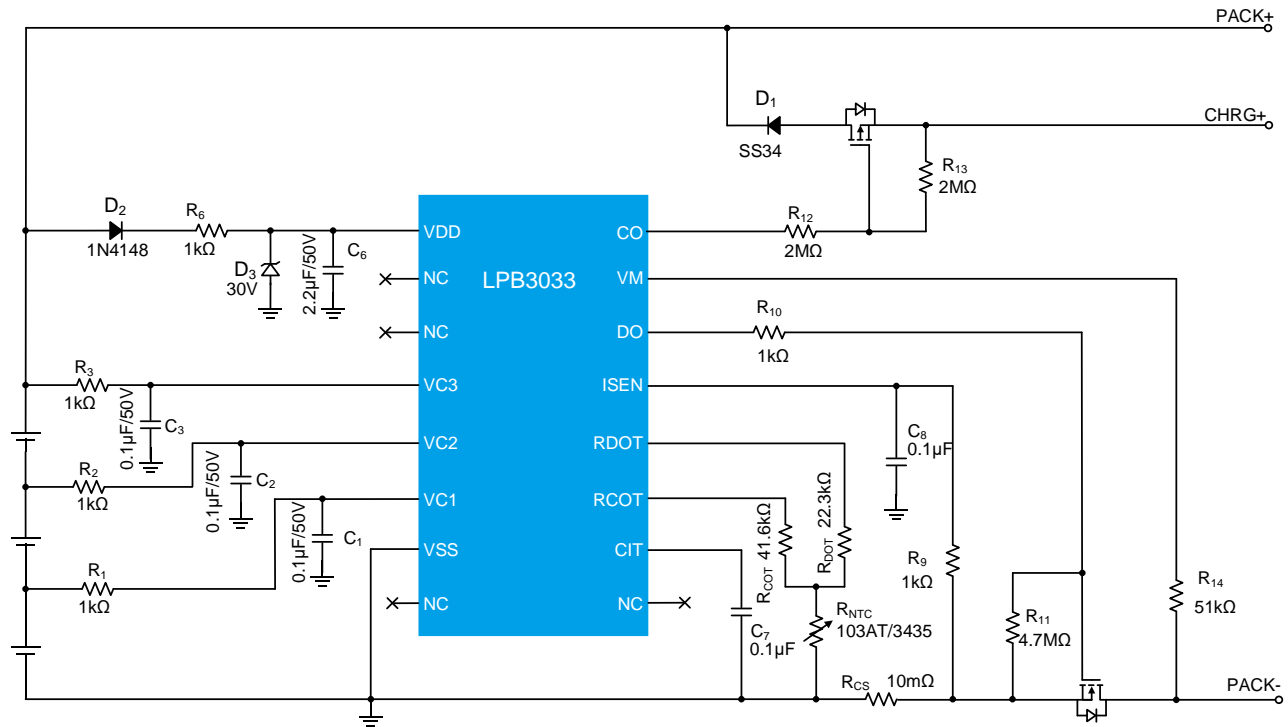 PACK+
D1
SS34
CHRG+
R13
2MΩ
D2
1N4148
R6
1kΩ
D3
30V
2.2µF/50V
C6
VDD
CO
R12
2MΩ
NC
LPB3033
VM
R10
1kΩ
NC
DO
R3
1kΩ
0.1µF/50V
C3
VC3
ISEN
C8
0.1µF
R2
1kΩ
0.1µF/50V
C2
VC2
RDOT
VC1
RCOT
RCOT 41.6kΩ
RDOT 22.3kΩ
0.1µF/50V
C1
R1
1kΩ
VSS
CIT
R9
1kΩ
R14
51kΩ
NC
NC
C7
0.1µF
RNTC
103AT/3435
R11
4.7MΩ
RCS 10mΩ
PACK-